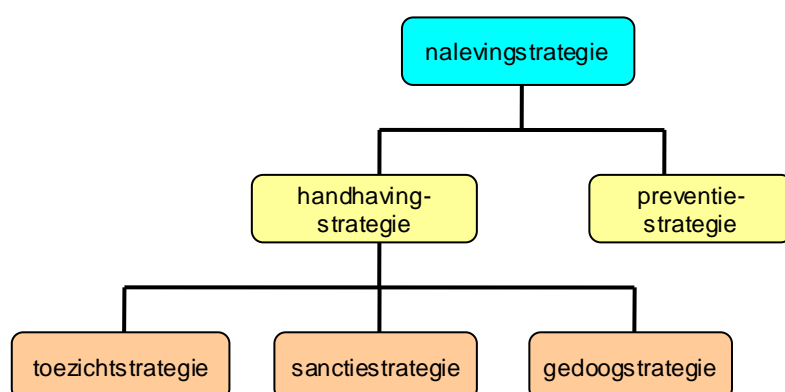 nalevingstrategie
handhaving-
strategie
preventie-
strategie
toezichtstrategie
sanctiestrategie
gedoogstrategie